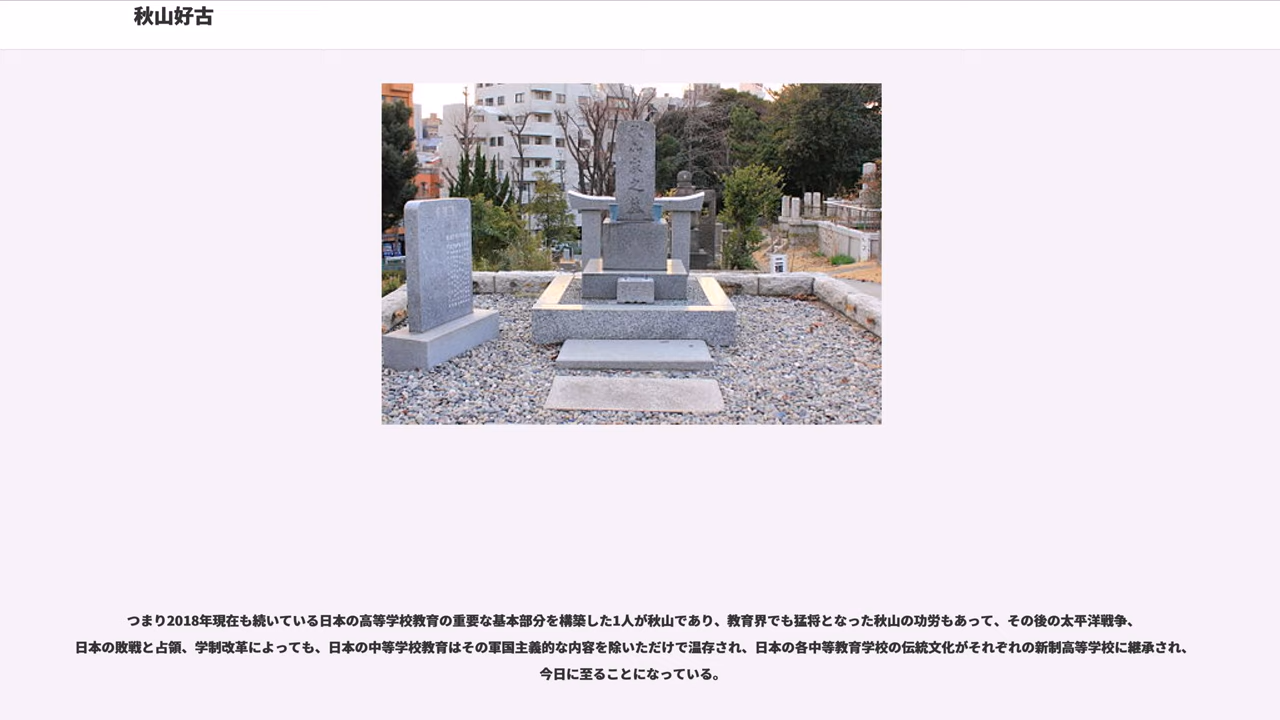 秋山好古
秋山家之墓
つまり2018年現在も続いている日本の高等学校教育の重要な基本部分を構築した1人が秋山であり、教育界でも猛将となった秋山の功労もあって、その後の太平洋戦争、
日本の敗戦と占領、学制改革によっても、日本の中等学校教育はその軍国主義的な内容を除いただけで温存され、日本の各中等教育学校の伝統文化がそれぞれの新制高等学校に継承され、
今日に至ることになっている。